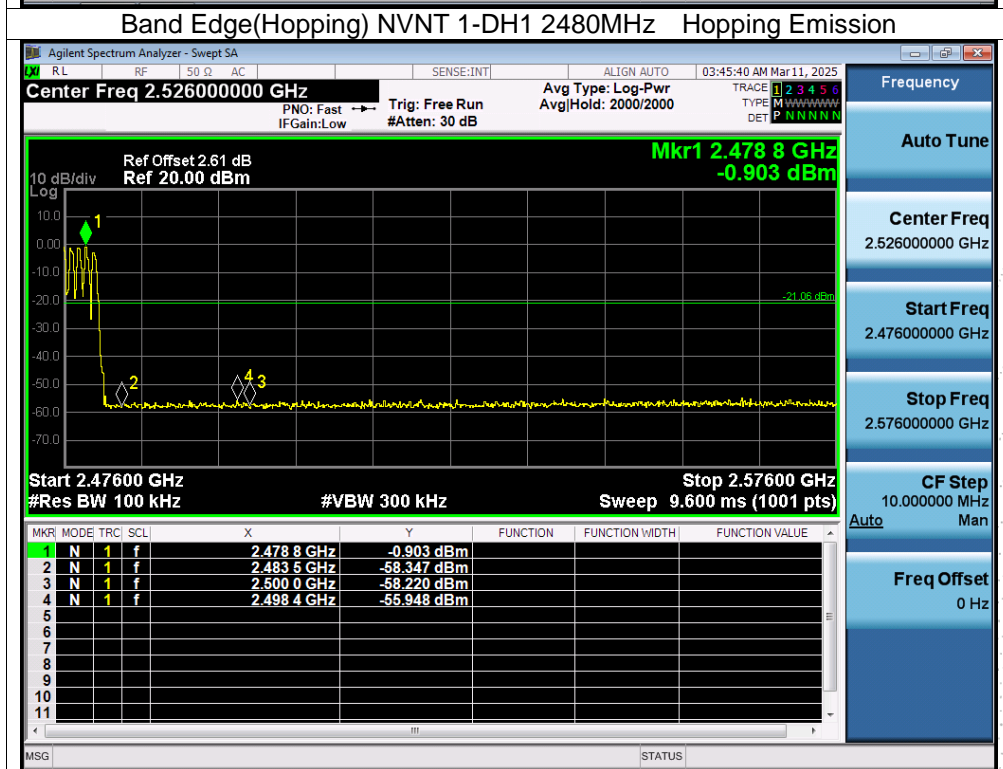 Band Edge(Hopping) NVNT 1-DH1 2480MHz Hopping Emission
Agilent Spectrum Analyzer - Swept SA
LXI RL RF 50 Ω AC SENSE:INT ALIGN AUTO 03:45:40 AM Mar 11, 2025
Center Freq 2.526000000 GHz
PNO: Fast
IFGain:Low
Trig: Free Run
#Atten: 30 dB
Avg Type: Log-Pwr
Avg|Hold: 2000/2000
TRACE 1 2 3 4 5 6
TYPE M WWWWW
DET P N N N N N
Ref Offset 2.61 dB
10 dB/div Ref 20.00 dBm
Log
Mkr1 2.478 8 GHz
-0.903 dBm
10.0
0.00
-10.0
-20.0
-30.0
-40.0
-50.0
-60.0
-70.0
1
2
4
3
-21.06 dBm
Start 2.47600 GHz Stop 2.57600 GHz
#Res BW 100 kHz #VBW 300 kHz Sweep 9.600 ms (1001 pts)
MKR MODE TRC SCL X Y FUNCTION FUNCTION WIDTH FUNCTION VALUE
1 N 1 f 2.478 8 GHz -0.903 dBm
2 N 1 f 2.483 5 GHz -58.347 dBm
3 N 1 f 2.500 0 GHz -58.220 dBm
4 N 1 f 2.498 4 GHz -55.948 dBm
5
6
7
8
9
10
11
MSG STATUS
Frequency
Auto Tune
Center Freq
2.526000000 GHz
Start Freq
2.476000000 GHz
Stop Freq
2.576000000 GHz
CF Step
10.000000 MHz
Auto Man
Freq Offset
0 Hz